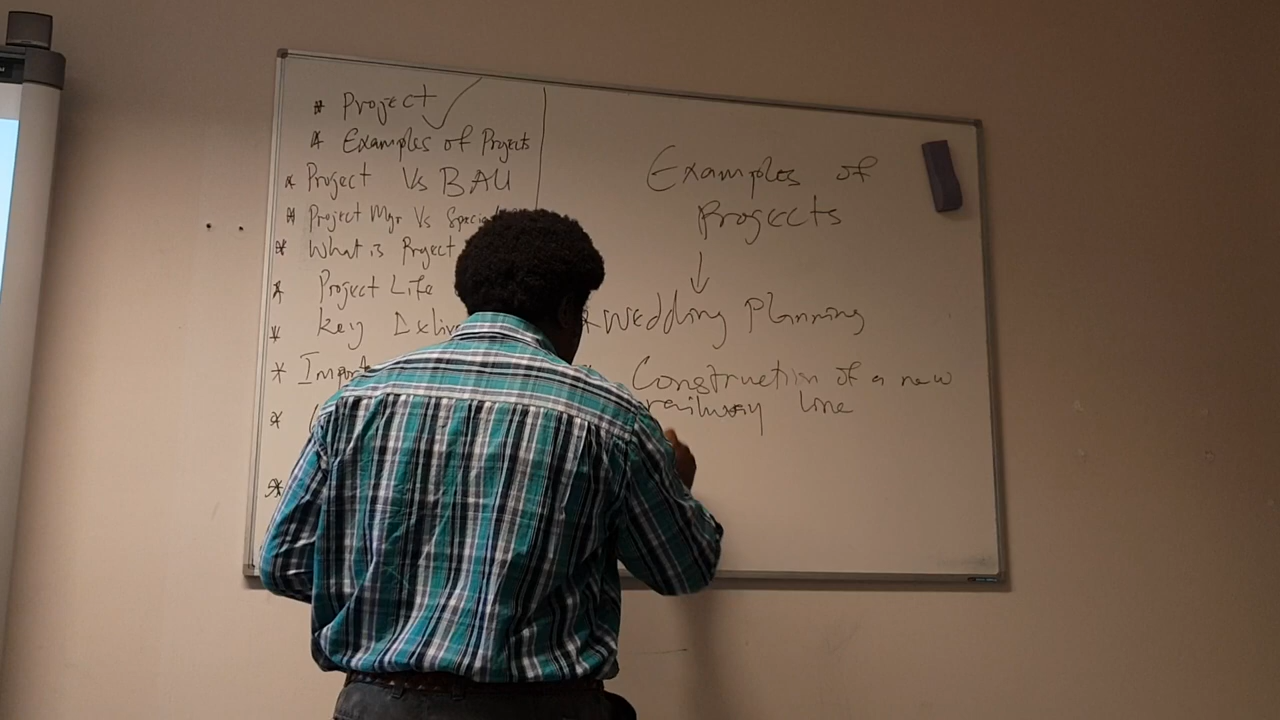 * Project
* Examples of Projects
* Project Vs BAU
* Project Mgr Vs
* What is Project
* Project Life
* Key
*
*
*
Examples of
Projects
↓
* Wedding Planning
Construction of a new
railway line